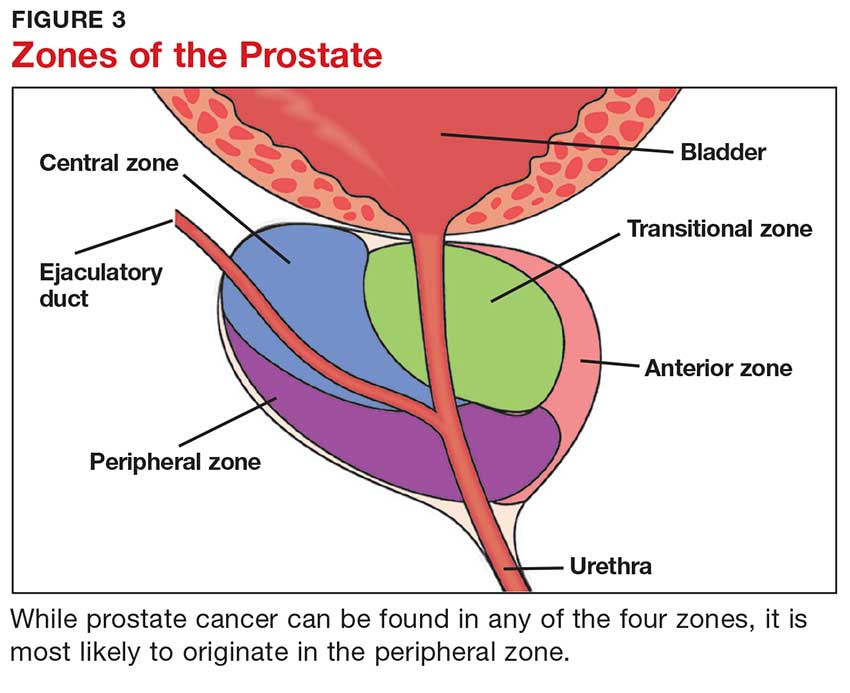 FIGURE 3
Zones of the Prostate
Central zone
Bladder
Transitional zone
Ejaculatory
duct
Anterior zone
Peripheral zone
Urethra
While prostate cancer can be found in any of the four zones, it is
most likely to originate in the peripheral zone.